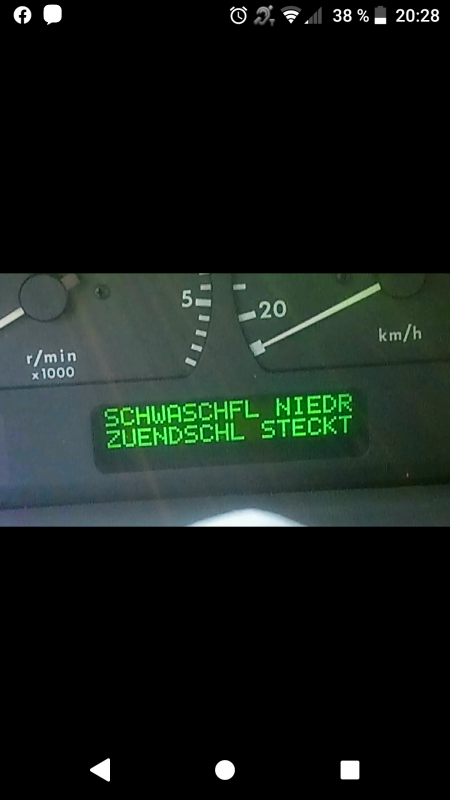 38 % 20:28
5
20
r/min
x1000
km/h
SCHWASCHFL NIEDR
ZUENDSCHL STECKT